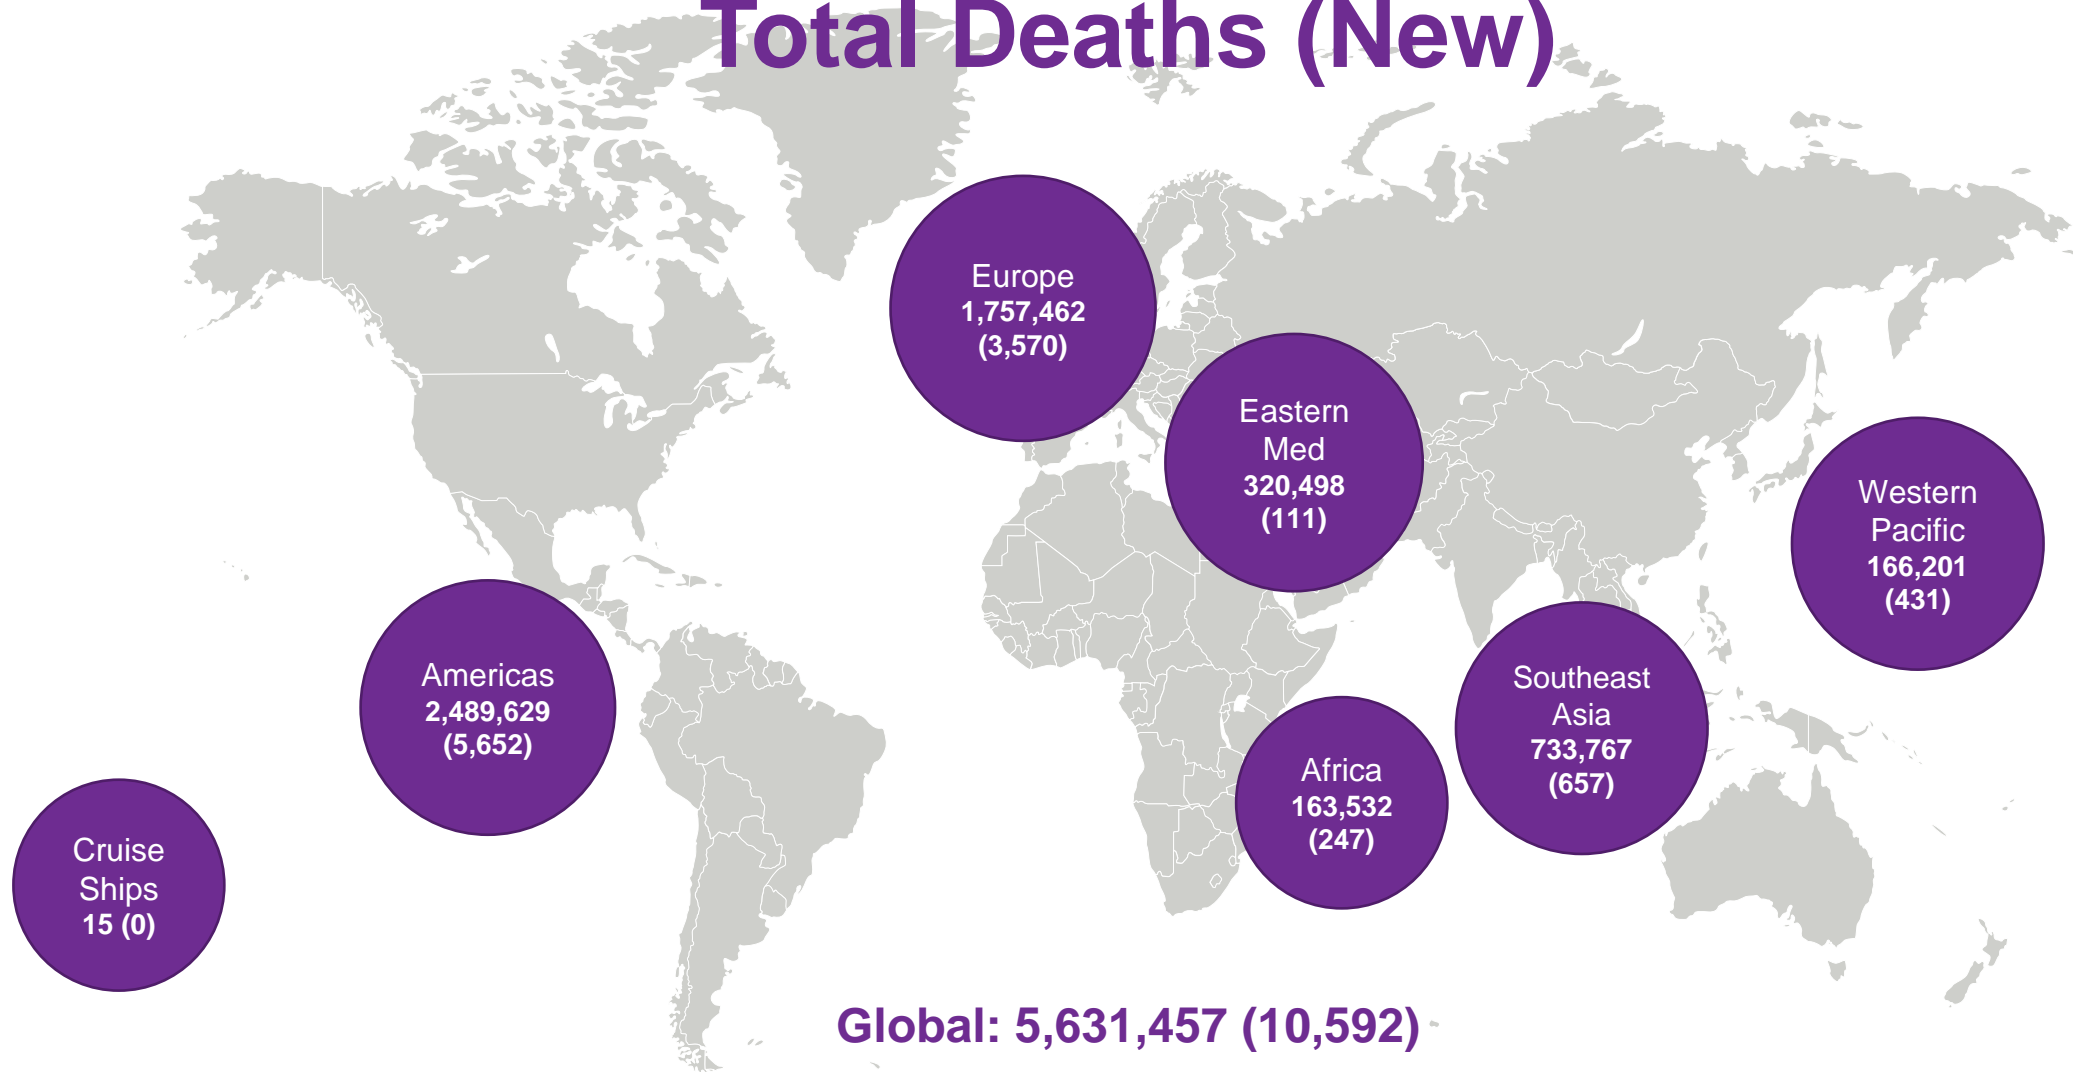 Total Deaths (New)
Europe
1,757,462
(3,570)
Eastern
Med
320,498
(111)
Western
Pacific
166,201
(431)
Americas
2,489,629
(5,652)
Southeast
Asia
733,767
(657)
Africa
163,532
(247)
Cruise
Ships
15 (0)
Global: 5,631,457 (10,592)